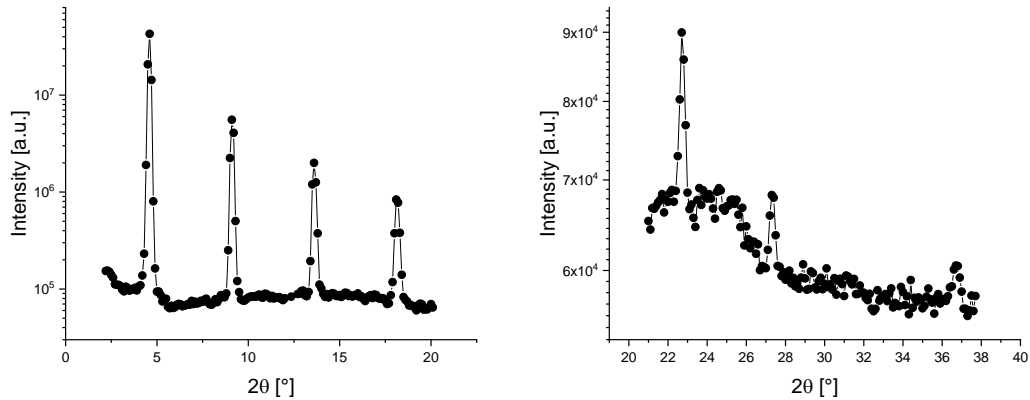 Intensity [a.u.]
10^7
10^6
10^5
0 5 10 15 20
2θ [°]
Intensity [a.u.]
9x10^4
8x10^4
7x10^4
6x10^4
20 22 24 26 28 30 32 34 36 38 40
2θ [°]